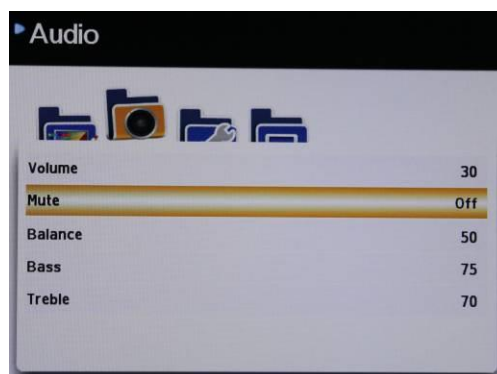 Audio
Volume 30
Mute Off
Balance 50
Bass 75
Treble 70